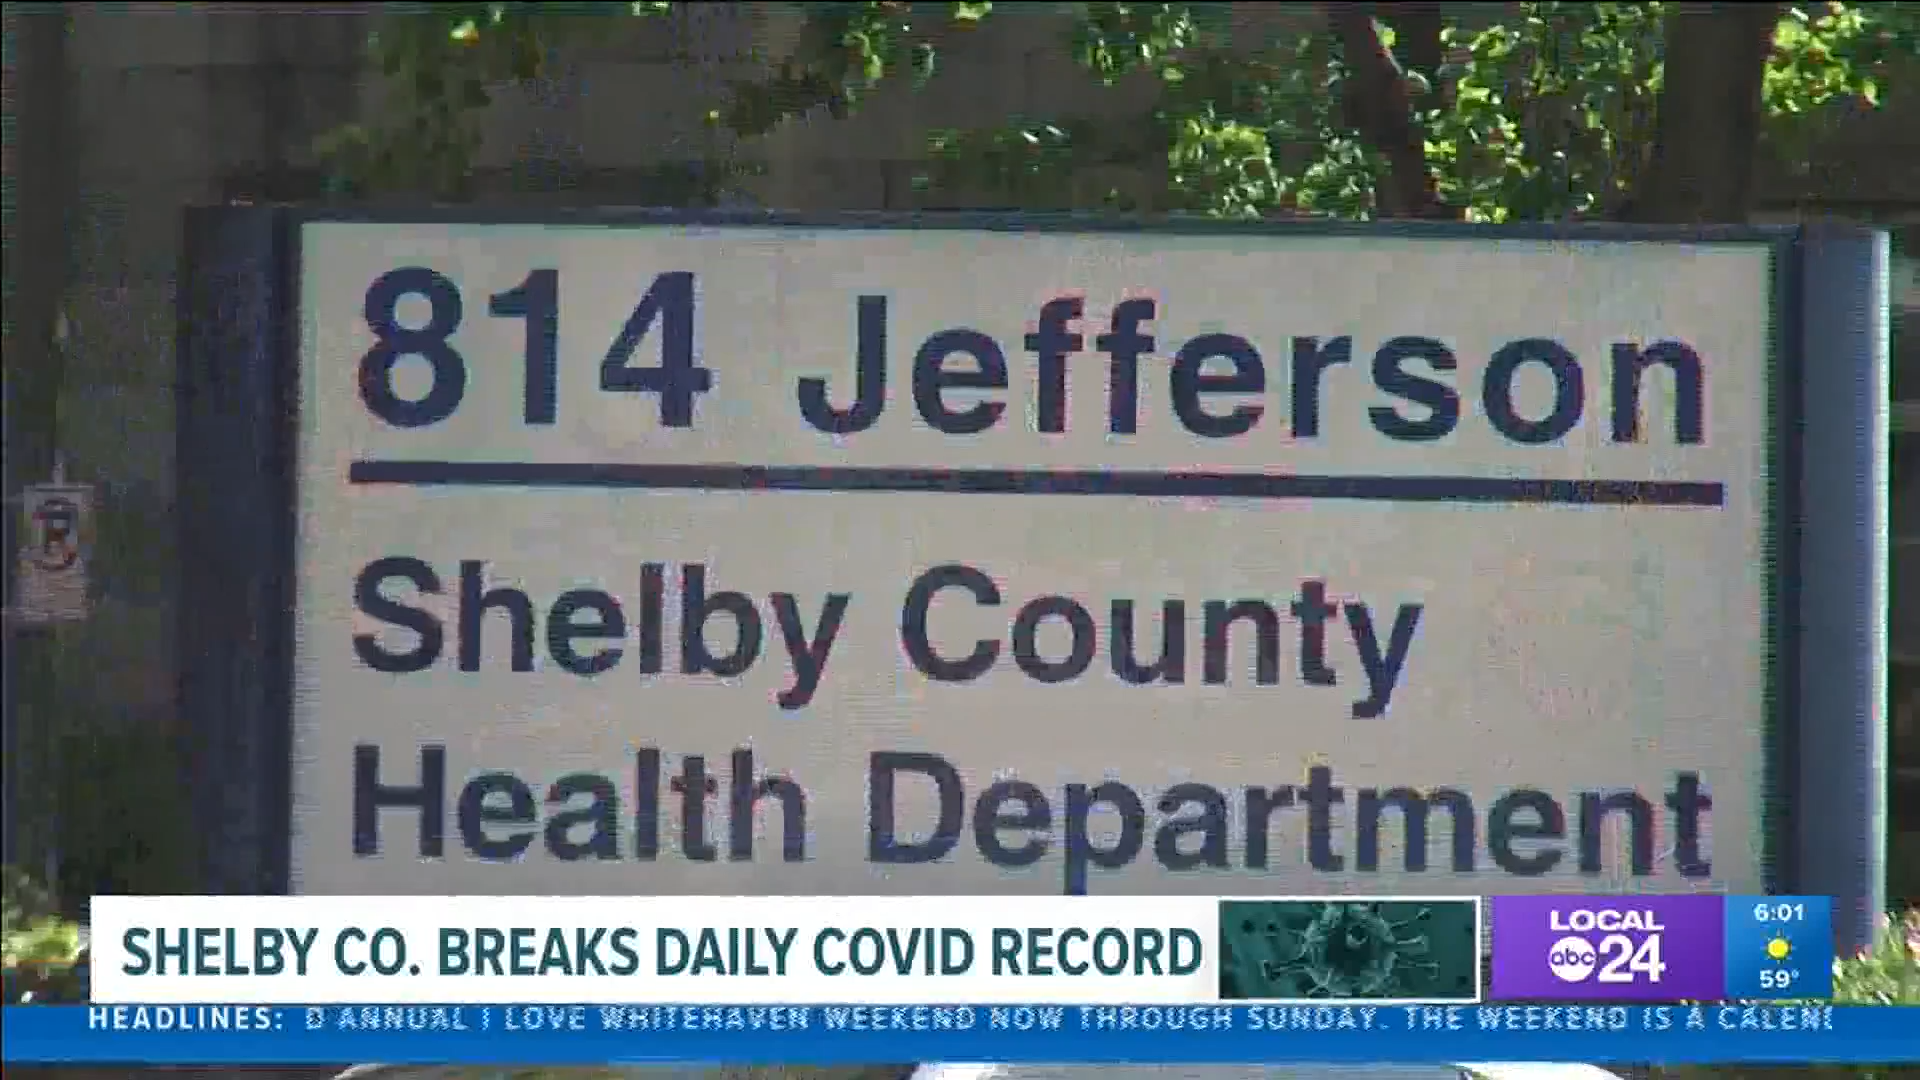 814 Jefferson
Shelby County
Health Department
SHELBY CO. BREAKS DAILY COVID RECORD
LOCAL
abc24
6:01
59°
HEADLINES: D ANNUAL I LOVE WHITEHAVEN WEEKEND NOW THROUGH SUNDAY. THE WEEKEND IS A CALEND